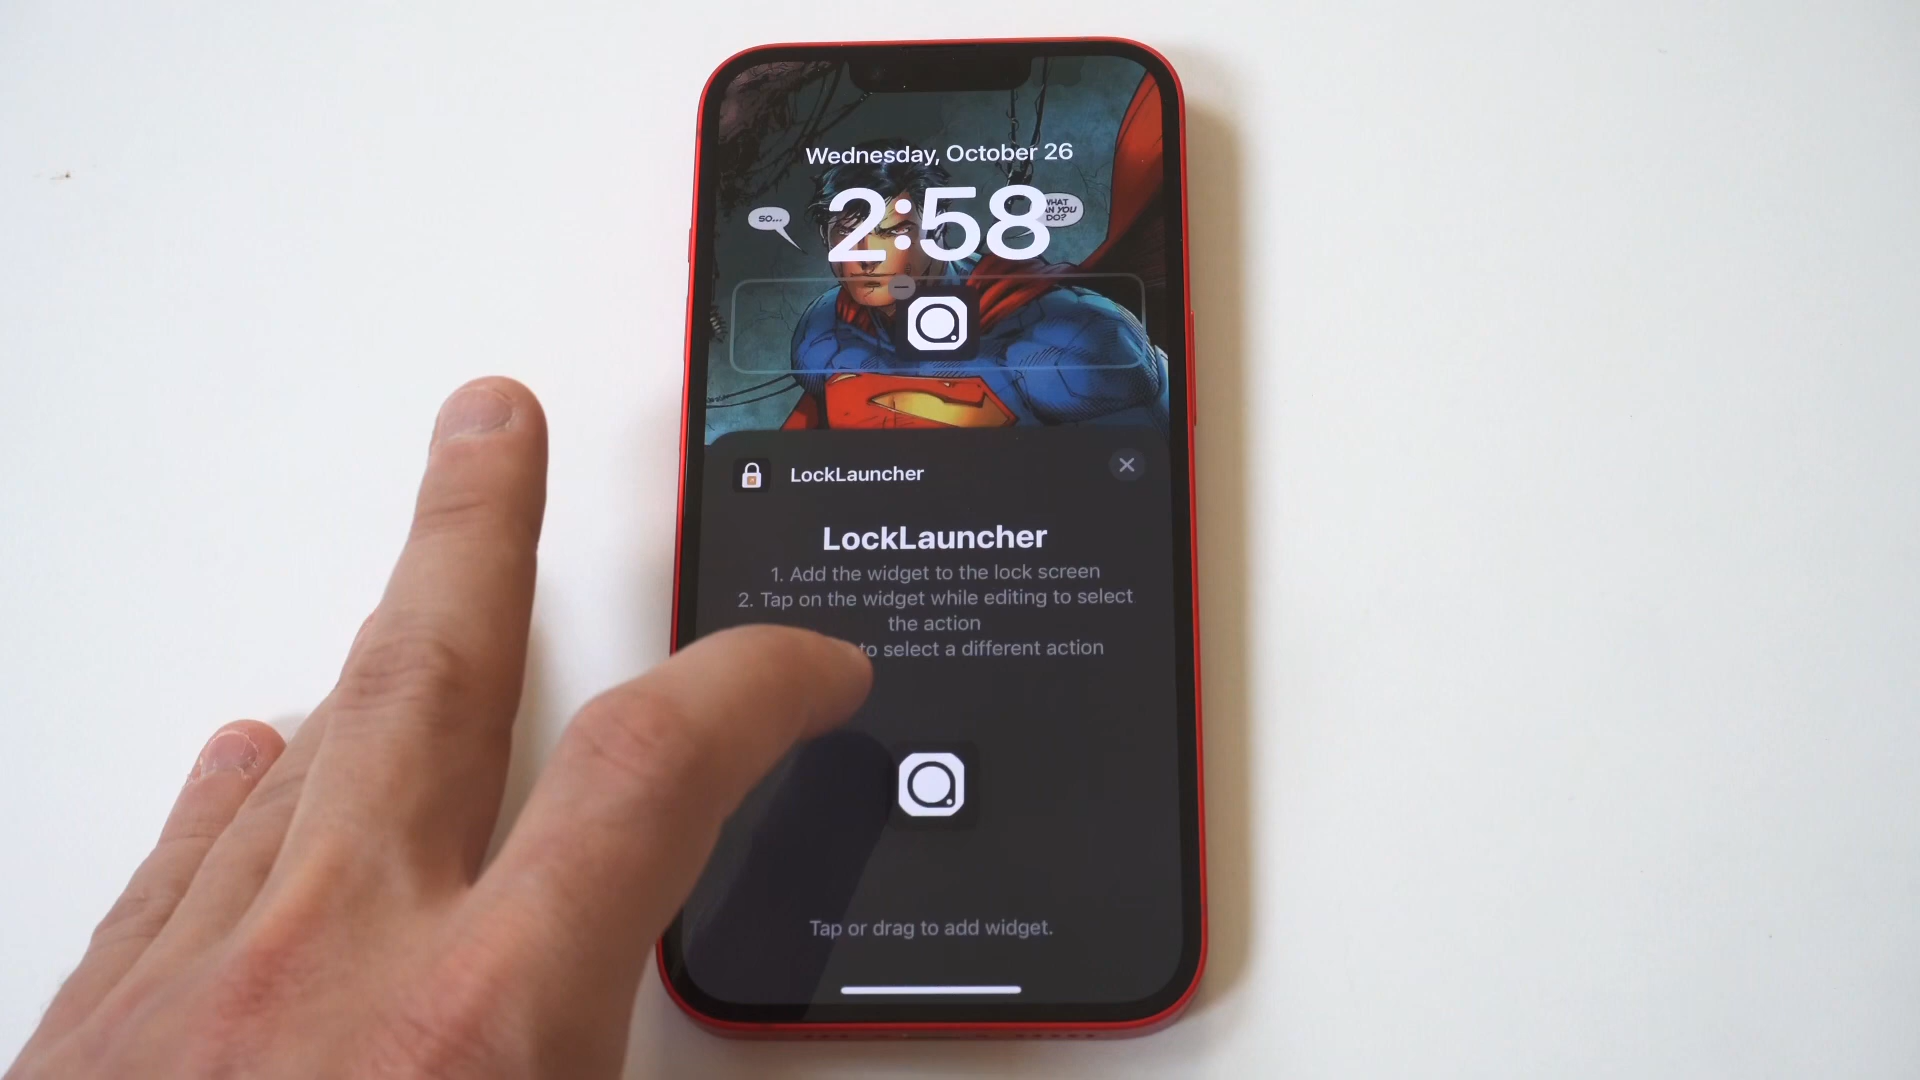 Wednesday, October 26
2:58
SO...
WHAT
YOU
DO?
LockLauncher
LockLauncher
1. Add the widget to the lock screen
2. Tap on the widget while editing to select
the action
to select a different action
Tap or drag to add widget.